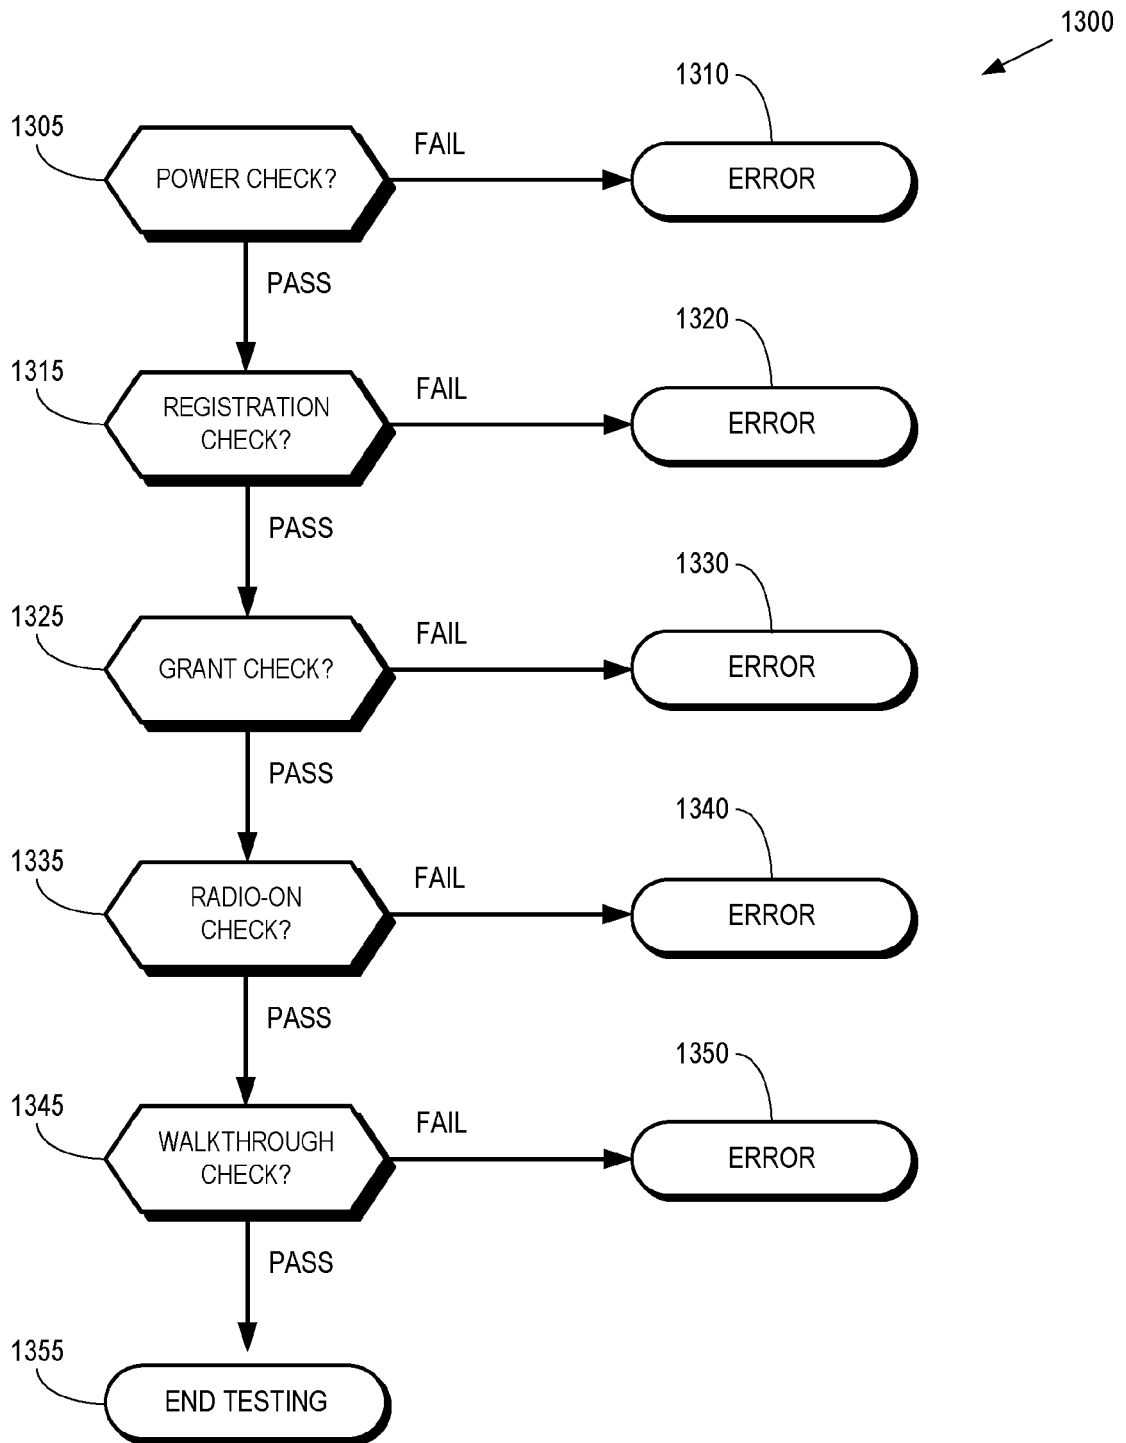 1300
1310
1305
POWER CHECK?
FAIL
ERROR
PASS
1320
1315
REGISTRATION
CHECK?
FAIL
ERROR
PASS
1330
1325
GRANT CHECK?
FAIL
ERROR
PASS
1340
1335
RADIO-ON
CHECK?
FAIL
ERROR
PASS
1350
1345
WALKTHROUGH
CHECK?
FAIL
ERROR
PASS
1355
END TESTING